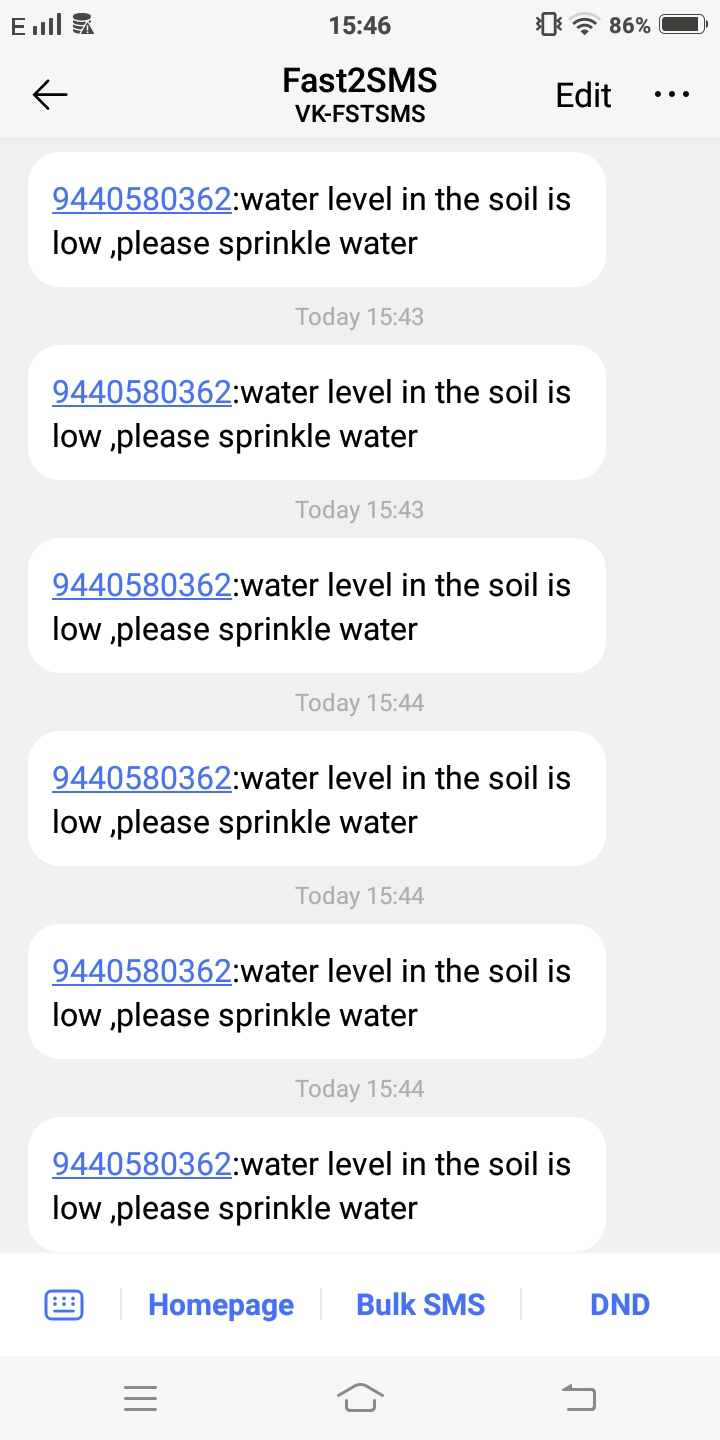 E 15:46 86%
Fast2SMS
VK-FSTSMS
Edit
9440580362:water level in the soil is
low ,please sprinkle water
Today 15:43
9440580362:water level in the soil is
low ,please sprinkle water
Today 15:43
9440580362:water level in the soil is
low ,please sprinkle water
Today 15:44
9440580362:water level in the soil is
low ,please sprinkle water
Today 15:44
9440580362:water level in the soil is
low ,please sprinkle water
Today 15:44
9440580362:water level in the soil is
low ,please sprinkle water
Homepage Bulk SMS DND